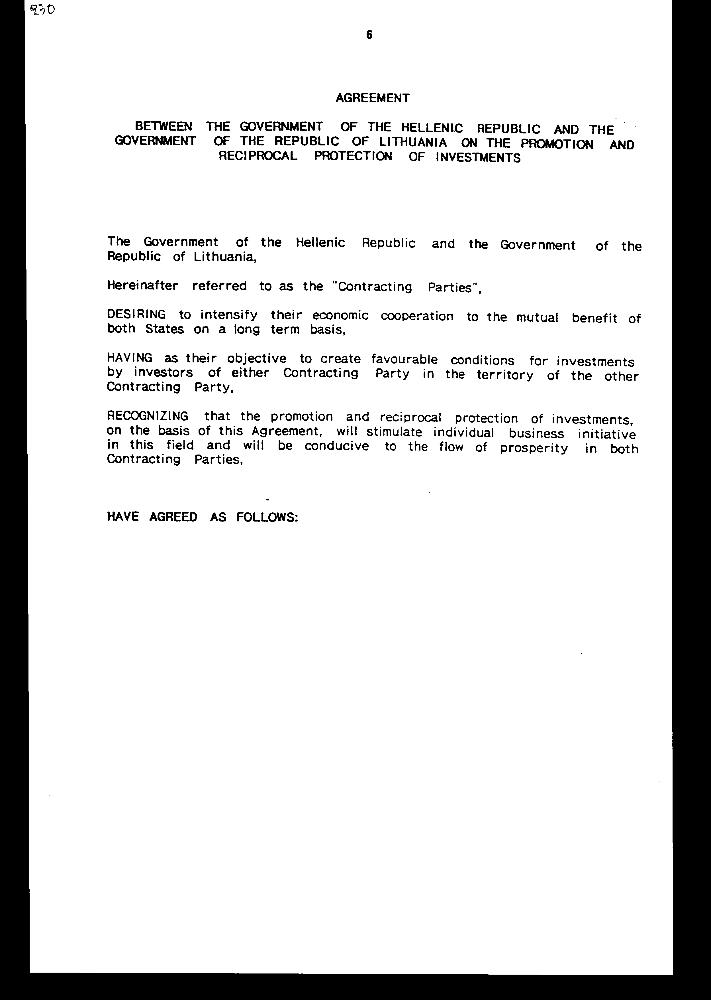 930
6
AGREEMENT
BETWEEN THE GOVERNMENT OF THE HELLENIC REPUBLIC AND THE
GOVERNMENT OF THE REPUBLIC OF LITHUANIA ON THE PROMOTION AND
RECIPROCAL PROTECTION OF INVESTMENTS
The Government of the Hellenic Republic and the Government of the
Republic of Lithuania,
Hereinafter referred to as the "Contracting Parties",
DESIRING to intensify their economic cooperation to the mutual benefit of
both States on a long term basis,
HAVING as their objective to create favourable conditions for investments
by investors of either Contracting Party in the territory of the other
Contracting Party,
RECOGNIZING that the promotion and reciprocal protection of investments,
on the basis of this Agreement, will stimulate individual business initiative
in this field and will be conducive to the flow of prosperity in both
Contracting Parties,
HAVE AGREED AS FOLLOWS: